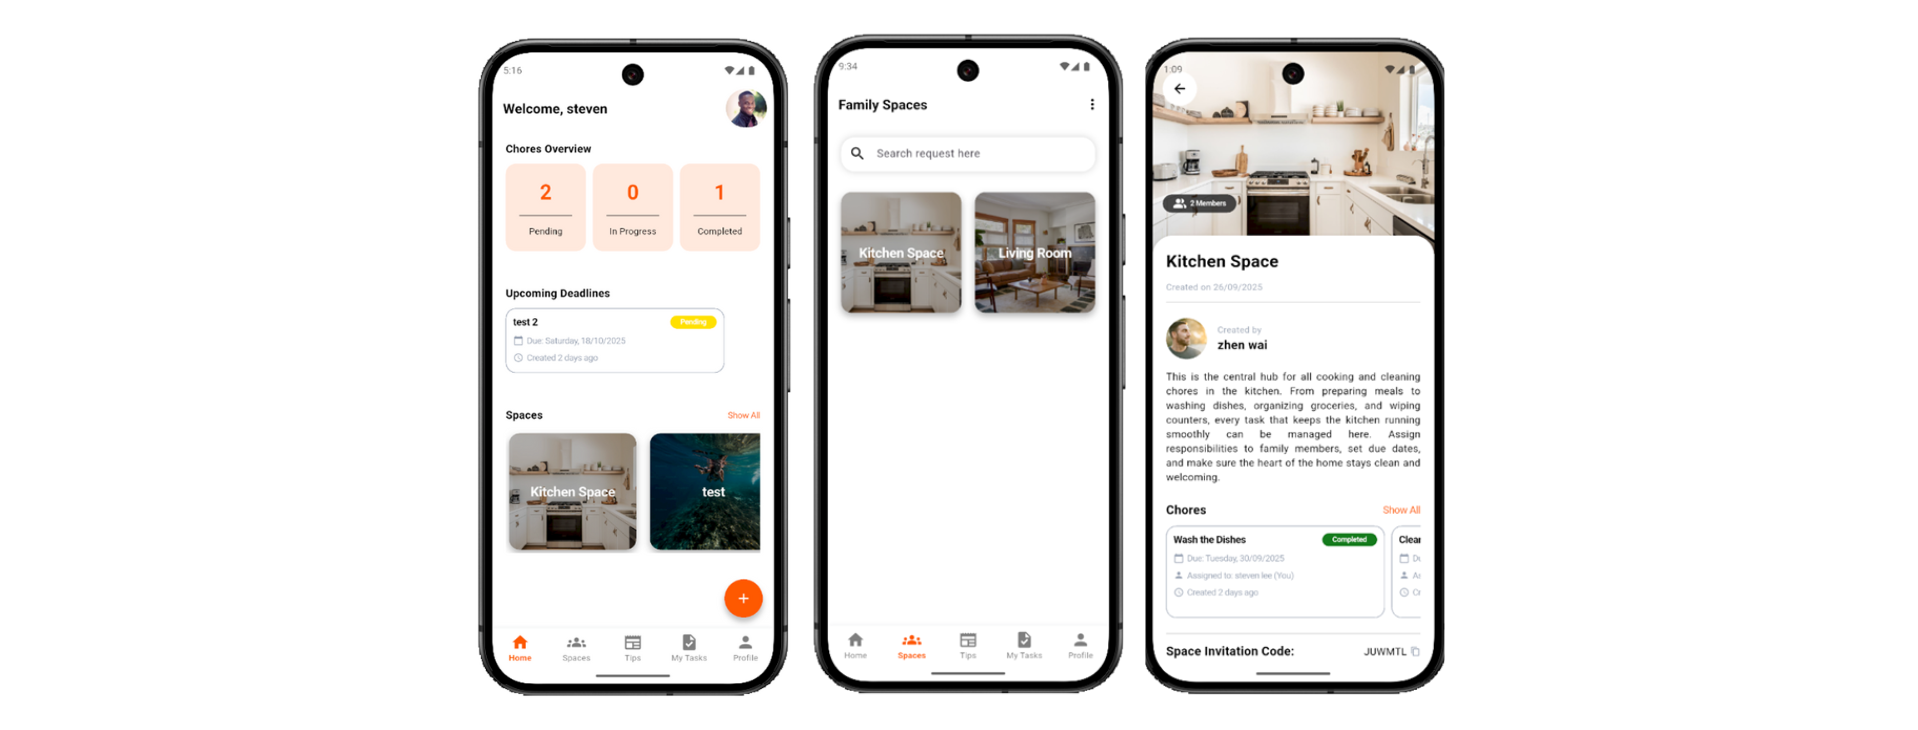 5:16
Welcome, steven
Chores Overview
2
0
1
Pending
In Progress
Completed
Upcoming Deadlines
test 2
Pending
Due: Saturday, 18/10/2025
Created 2 days ago
Spaces
Show All
Kitchen Space
test
+
Home
Spaces
Tips
My Tasks
Profile
9:34
Family Spaces
Search request here
Kitchen Space
Living Room
Home
Spaces
Tips
My Tasks
Profile
1:09
2 Members
Kitchen Space
Created on 26/09/2025
Created by
zhen wai
This is the central hub for all cooking and cleaning
chores in the kitchen. From preparing meals to
washing dishes, organizing groceries, and wiping
counters, every task that keeps the kitchen running
smoothly can be managed here. Assign
responsibilities to family members, set due dates,
and make sure the heart of the home stays clean and
welcoming.
Chores
Show All
Wash the Dishes
Completed
Due: Tuesday, 30/09/2025
Assigned to: steven lee (You)
Created 2 days ago
Space Invitation Code:
JUWMTL